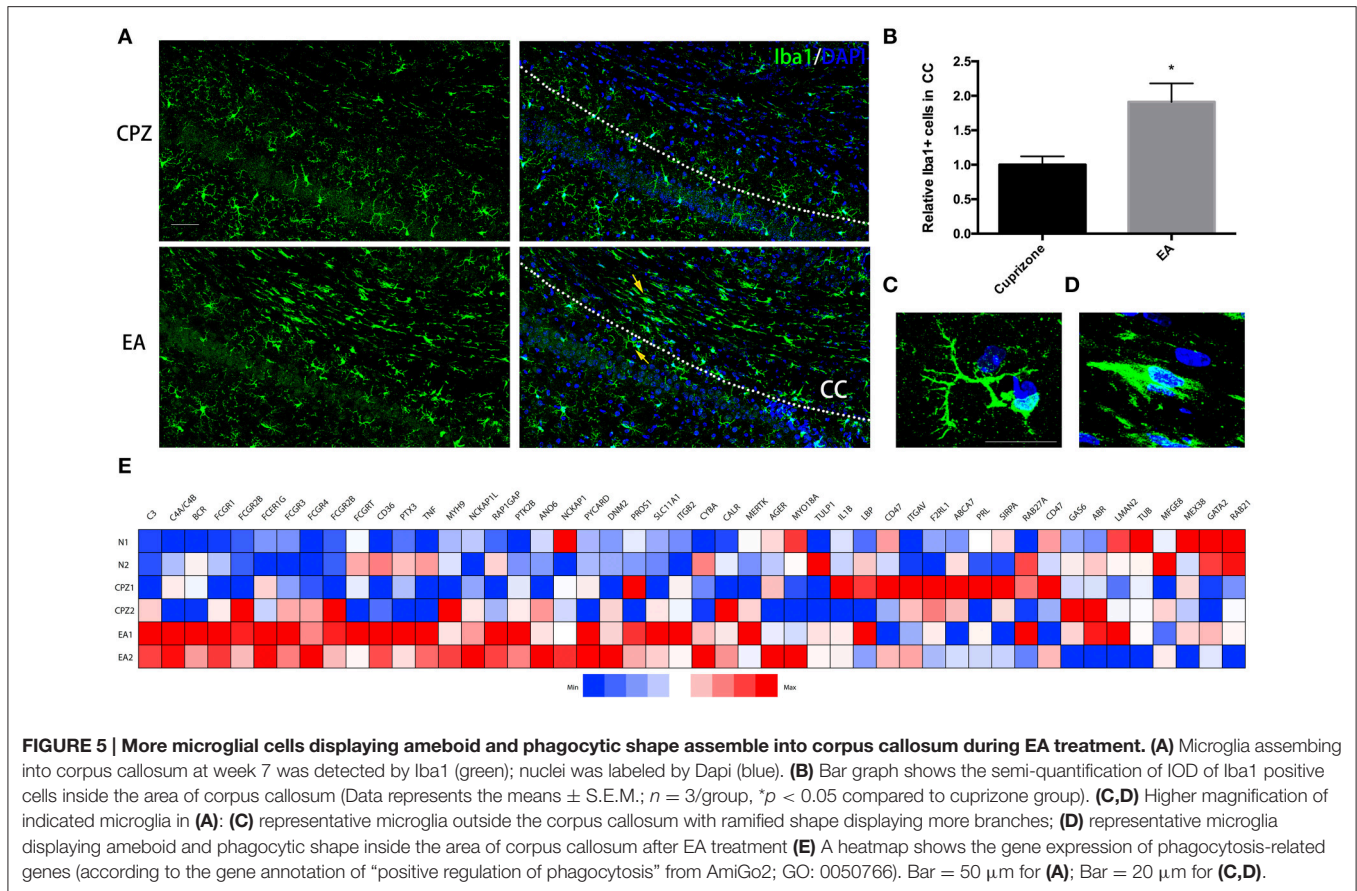 A
Iba1/DAPI
CPZ
EA
CC
B
Relative Iba1+ cells in CC
2.5
2.0
1.5
1.0
0.5
0.0
*
Cuprizone
EA
C
D
E
C3
C4A/C4B
BCR
FCGR1
FCGR2B
FCER1G
FCGR3
FCGR4
FCGR2B
FCGRT
CD36
PTX3
TNF
MYH9
NCKAP1L
RAP1GAP
PTK2B
ANO6
NCKAP1
PYCARD
DNM2
PROS1
SLC11A1
ITGB2
CYBA
CALR
MERTK
AGER
MYO18A
TULP1
IL1B
LBP
CD47
ITGAV
F2RL1
ABCA7
PRL
SIRPA
RAB27A
CD47
GAS6
ABR
LMAN2
TUB
MFGE8
MEX3B
GATA2
RAB21
N1
N2
CPZ1
CPZ2
EA1
EA2
Min
Max
FIGURE 5 | More microglial cells displaying ameboid and phagocytic shape assemble into corpus callosum during EA treatment. (A) Microglia assembing
into corpus callosum at week 7 was detected by Iba1 (green); nuclei was labeled by Dapi (blue). (B) Bar graph shows the semi-quantification of IOD of Iba1 positive
cells inside the area of corpus callosum (Data represents the means ± S.E.M.; n = 3/group, *p < 0.05 compared to cuprizone group). (C,D) Higher magnification of
indicated microglia in (A): (C) representative microglia outside the corpus callosum with ramified shape displaying more branches; (D) representative microglia
displaying ameboid and phagocytic shape inside the area of corpus callosum after EA treatment (E) A heatmap shows the gene expression of phagocytosis-related
genes (according to the gene annotation of “positive regulation of phagocytosis” from AmiGo2; GO: 0050766). Bar = 50 μm for (A); Bar = 20 μm for (C,D).